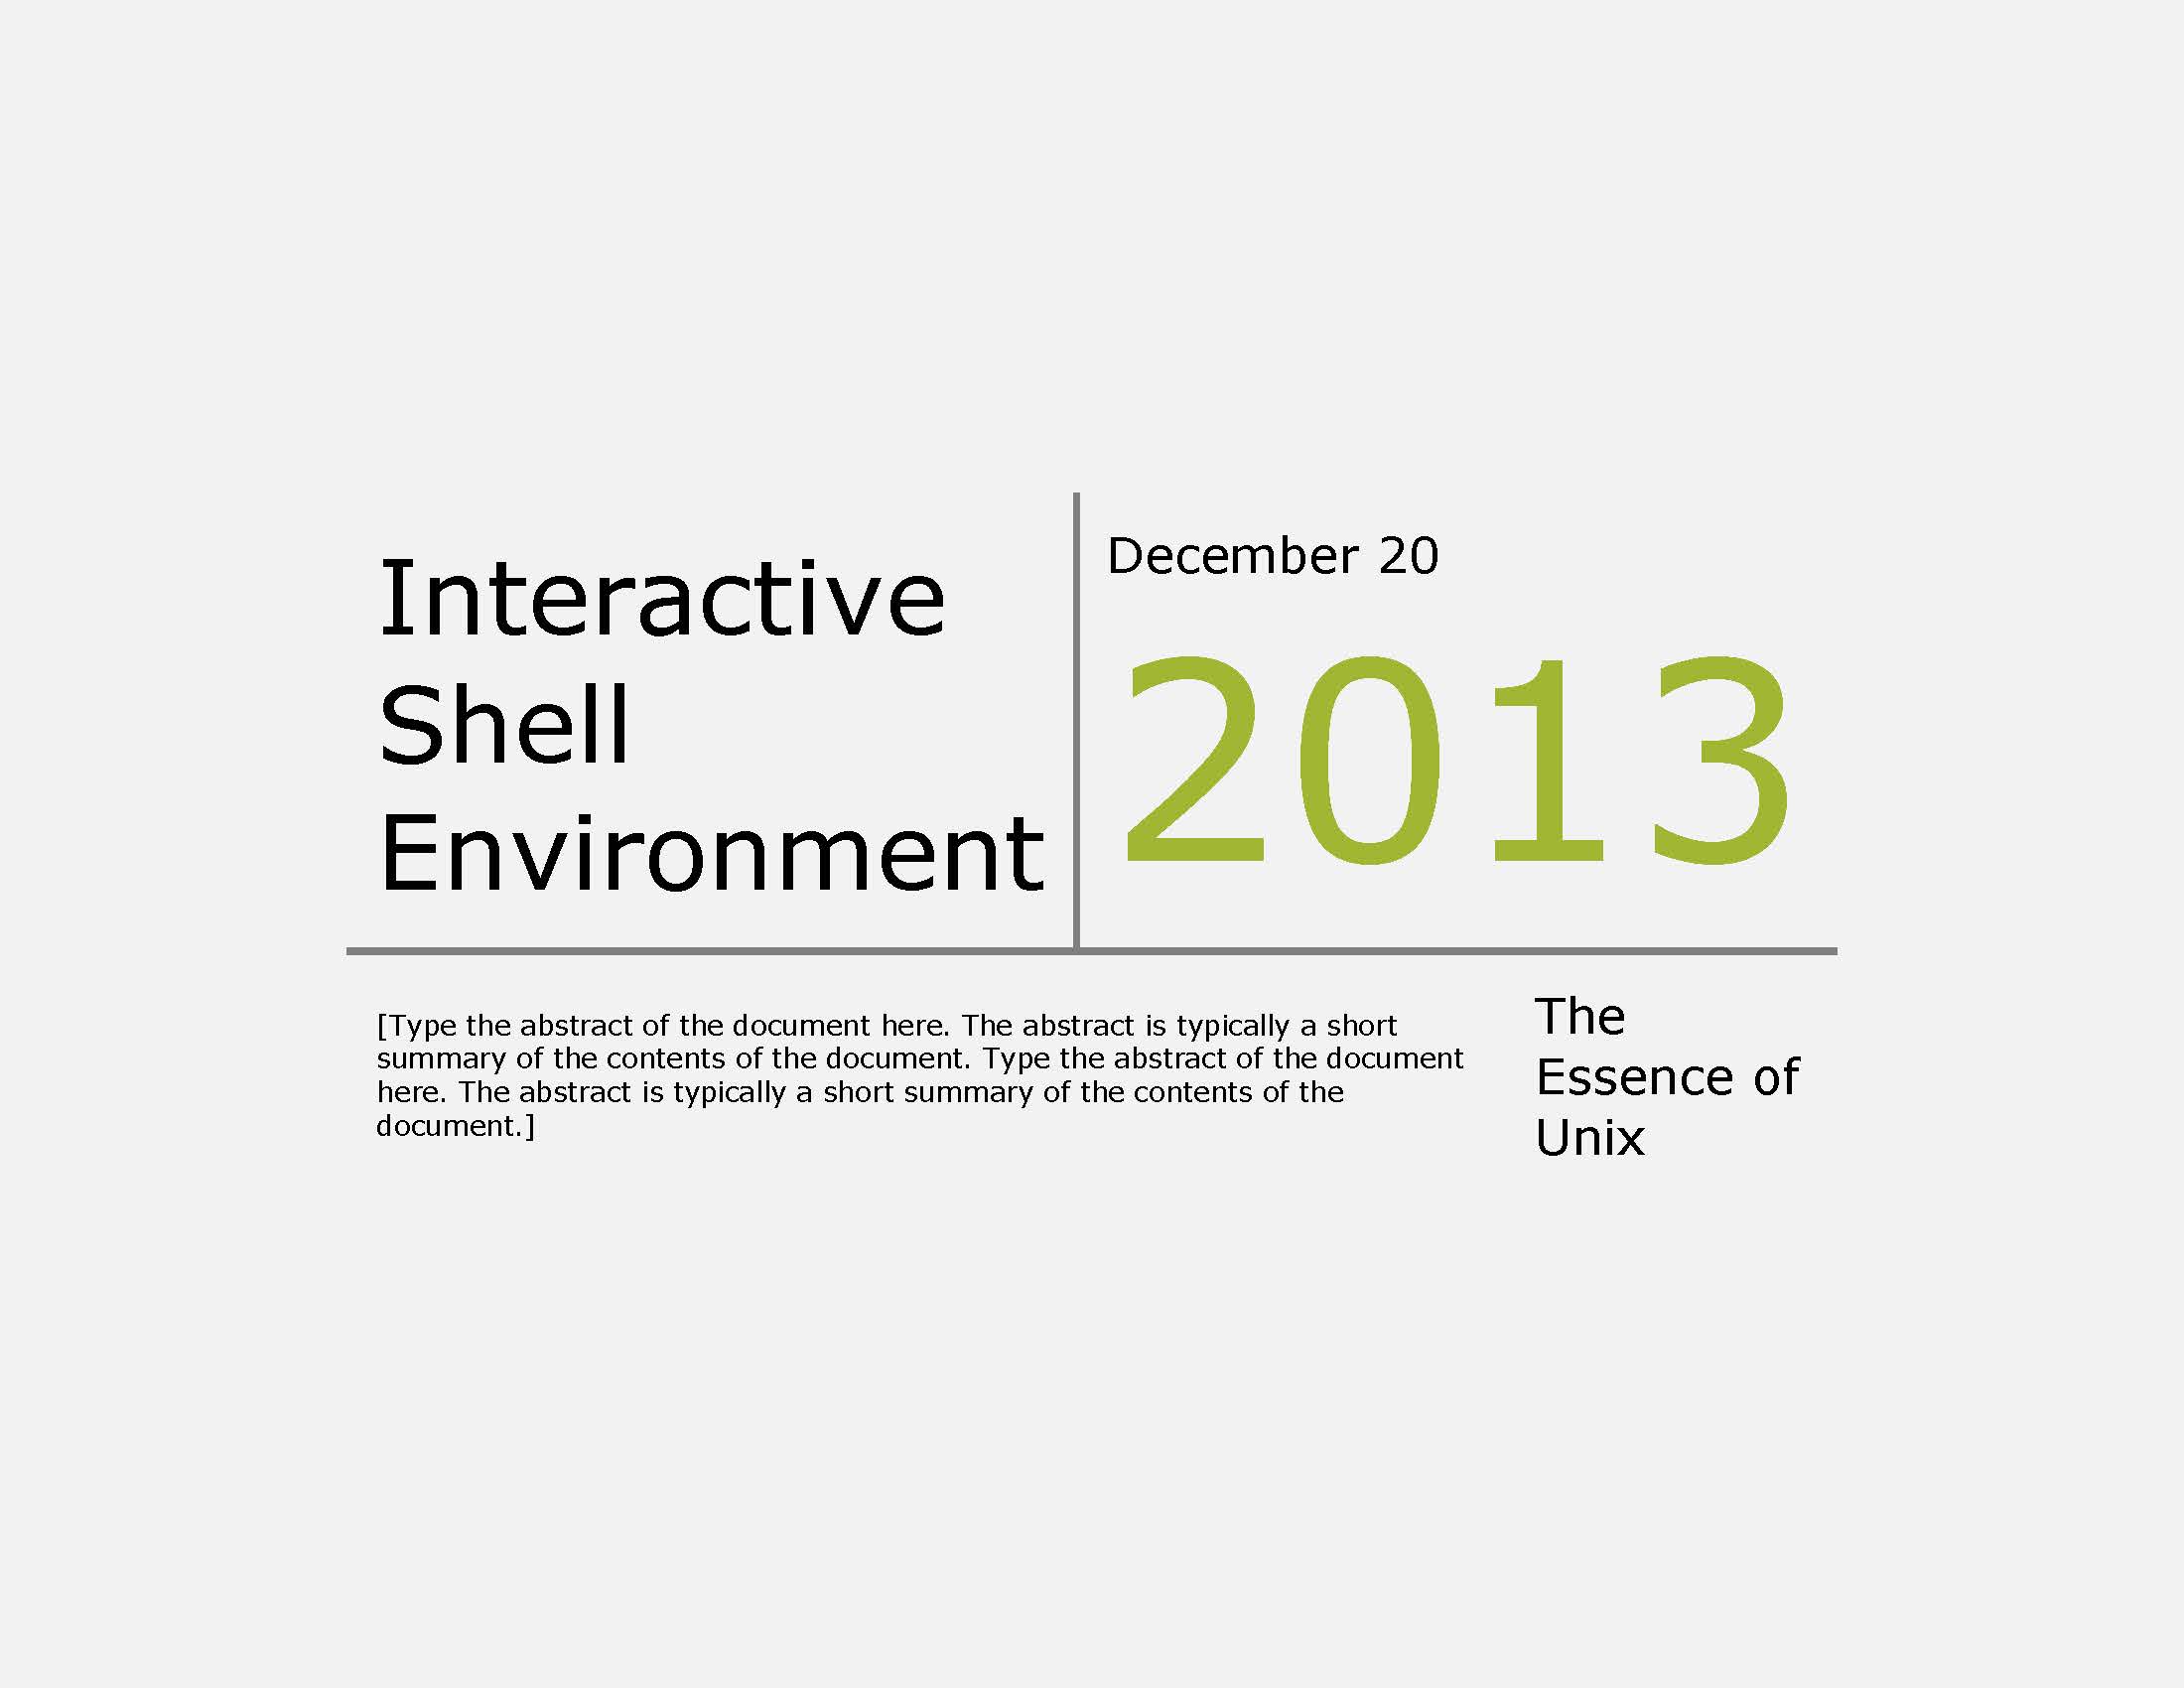 Interactive
Shell
Environment
December 20
2013
[Type the abstract of the document here. The abstract is typically a short
summary of the contents of the document. Type the abstract of the document
here. The abstract is typically a short summary of the contents of the
document.]
The
Essence of
Unix